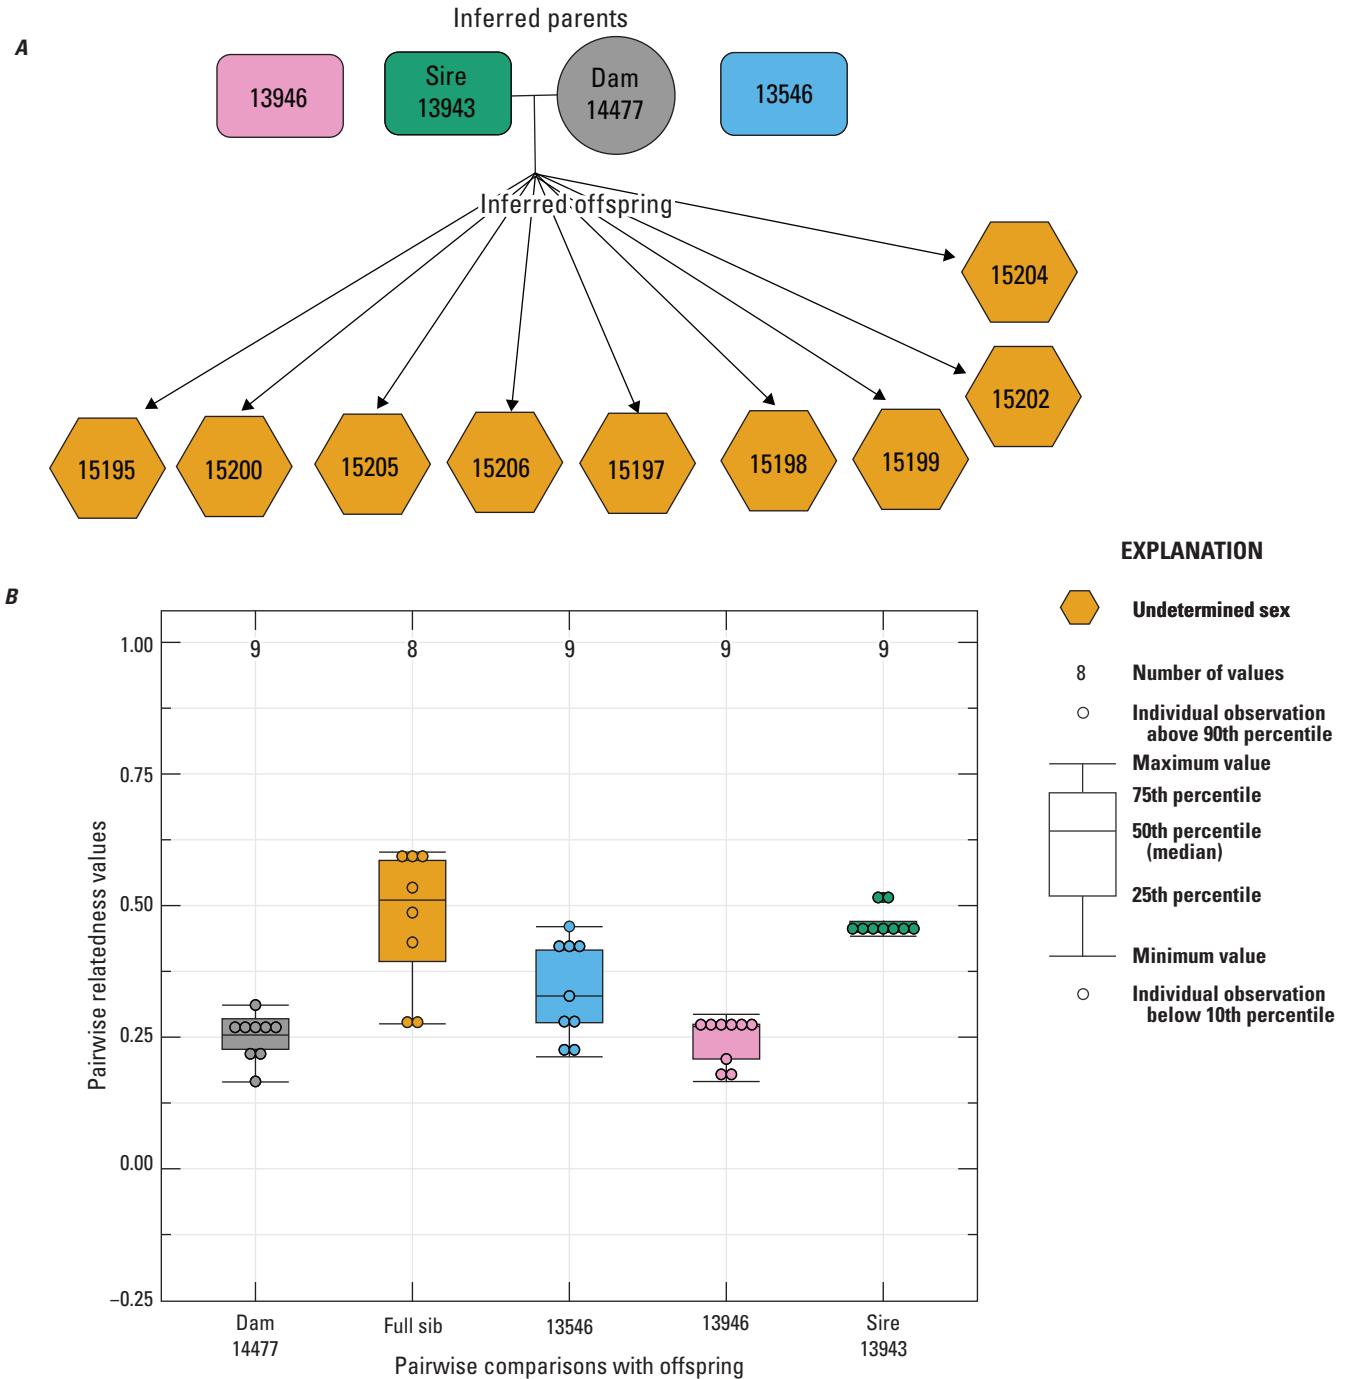 A
Inferred parents
13946
Sire
13943
Dam
14477
13546
Inferred offspring
15204
15202
15195
15200
15205
15206
15197
15198
15199
EXPLANATION
Undetermined sex
8
Number of values
Individual observation
above 90th percentile
Maximum value
75th percentile
50th percentile
(median)
25th percentile
Minimum value
Individual observation
below 10th percentile
B
Pairwise relatedness values
1.00
0.75
0.50
0.25
0.00
−0.25
9
8
9
9
9
Dam
14477
Full sib
13546
13946
Sire
13943
Pairwise comparisons with offspring